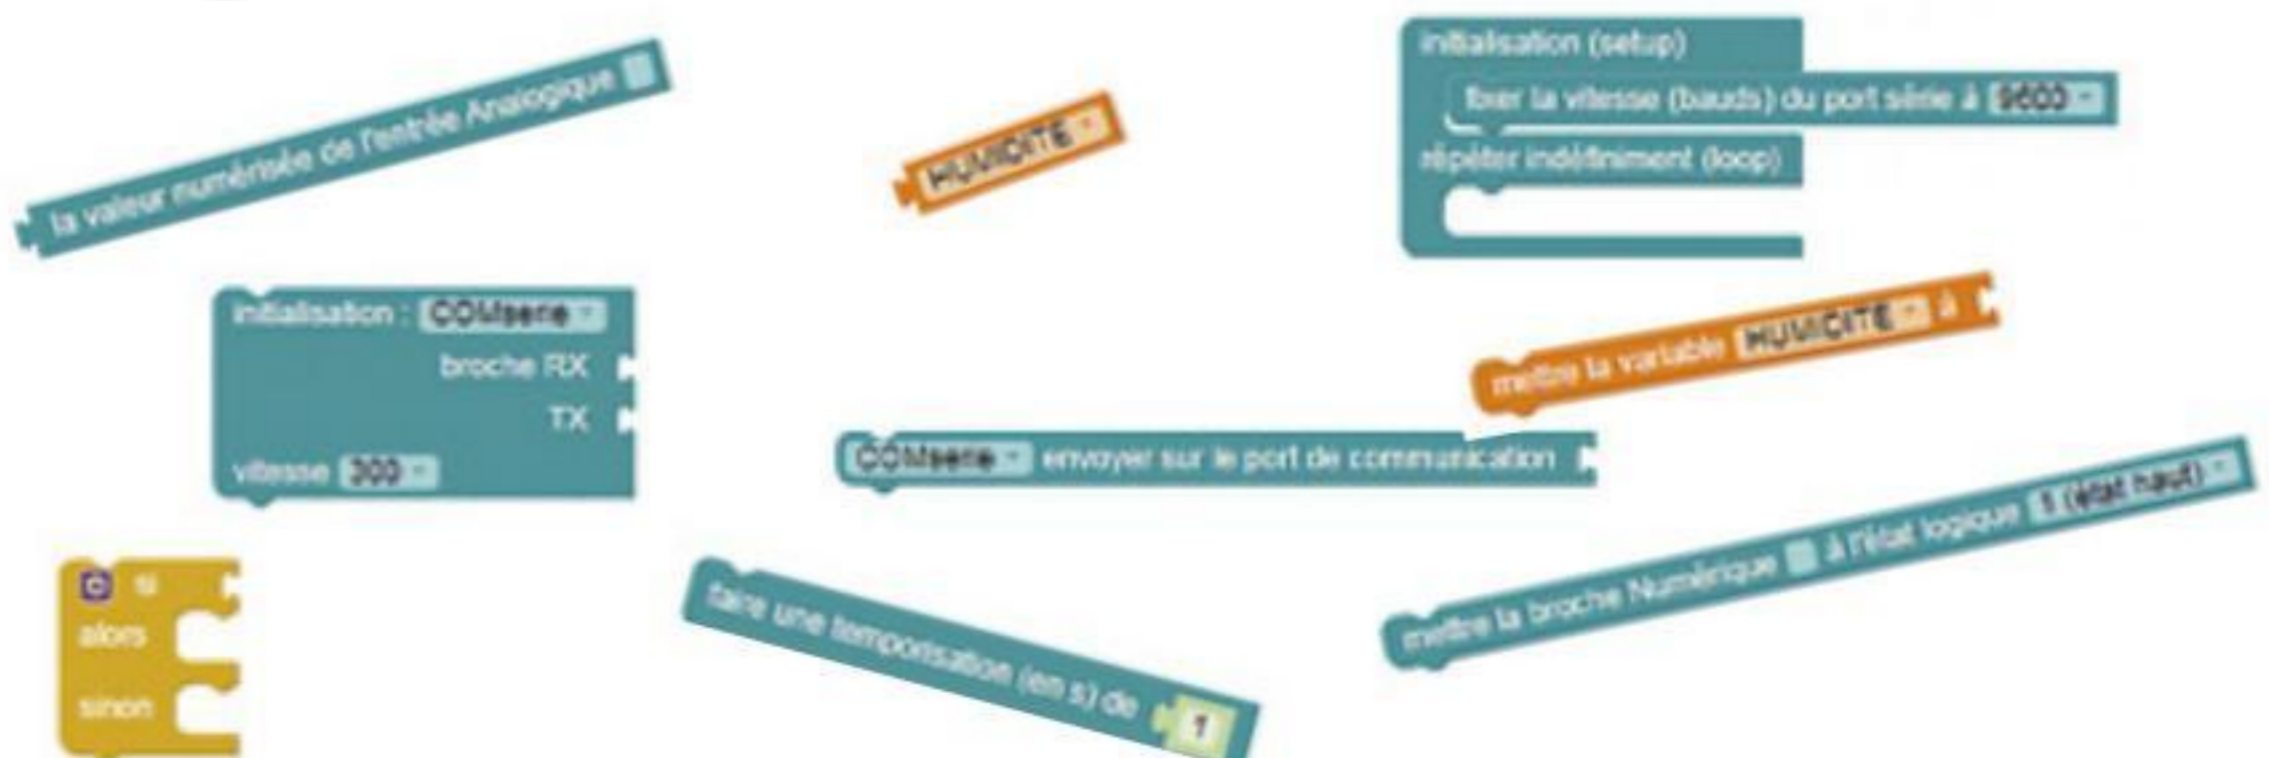 la valeur numérisée de l'entrée Analogique
HUMIDITE
initialisation (setup)
fixer la vitesse (bauds) du port série à 9600
répéter indéfiniment (loop)
initialisation : COMserie
broche RX
TX
vitesse 300
mettre la variable HUMIDITE à
COMserie envoyer sur le port de communication
mettre la broche Numérique à l'état logique 1 (état haut)
si
alors
sinon
faire une temporisation (en s) de 1